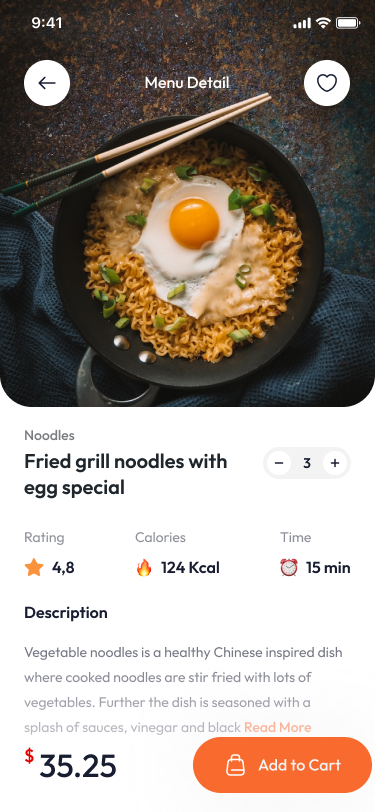 9:41
Menu Detail
Noodles
Fried grill noodles with
egg special
− 3 +
Rating
Calories
Time
4,8
124 Kcal
15 min
Description
Vegetable noodles is a healthy Chinese inspired dish
where cooked noodles are stir fried with lots of
vegetables. Further the dish is seasoned with a
splash of sauces, vinegar and black Read More
$ 35.25
Add to Cart